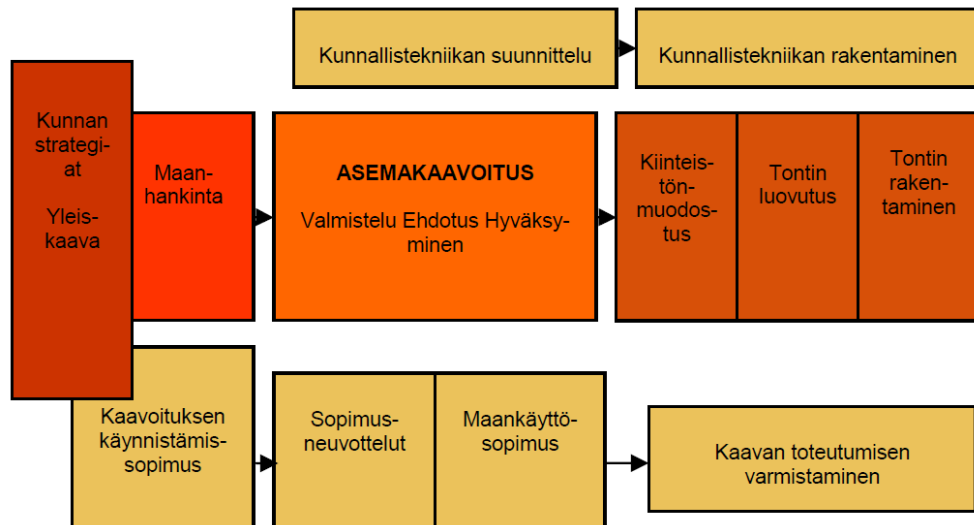 Kunnallistekniikan suunnittelu
Kunnallistekniikan rakentaminen
Kunnan
strategi-
at
Yleis-
kaava
Maan-
hankinta
ASEMAKAAVOITUS
Valmistelu Ehdotus Hyväksy-
minen
Kiinteis-
tön-
muodos-
tus
Tontin
luovutus
Tontin
raken-
taminen
Kaavoituksen
käynnistämis-
sopimus
Sopimus-
neuvottelut
Maankäyttö-
sopimus
Kaavan toteutumisen
varmistaminen